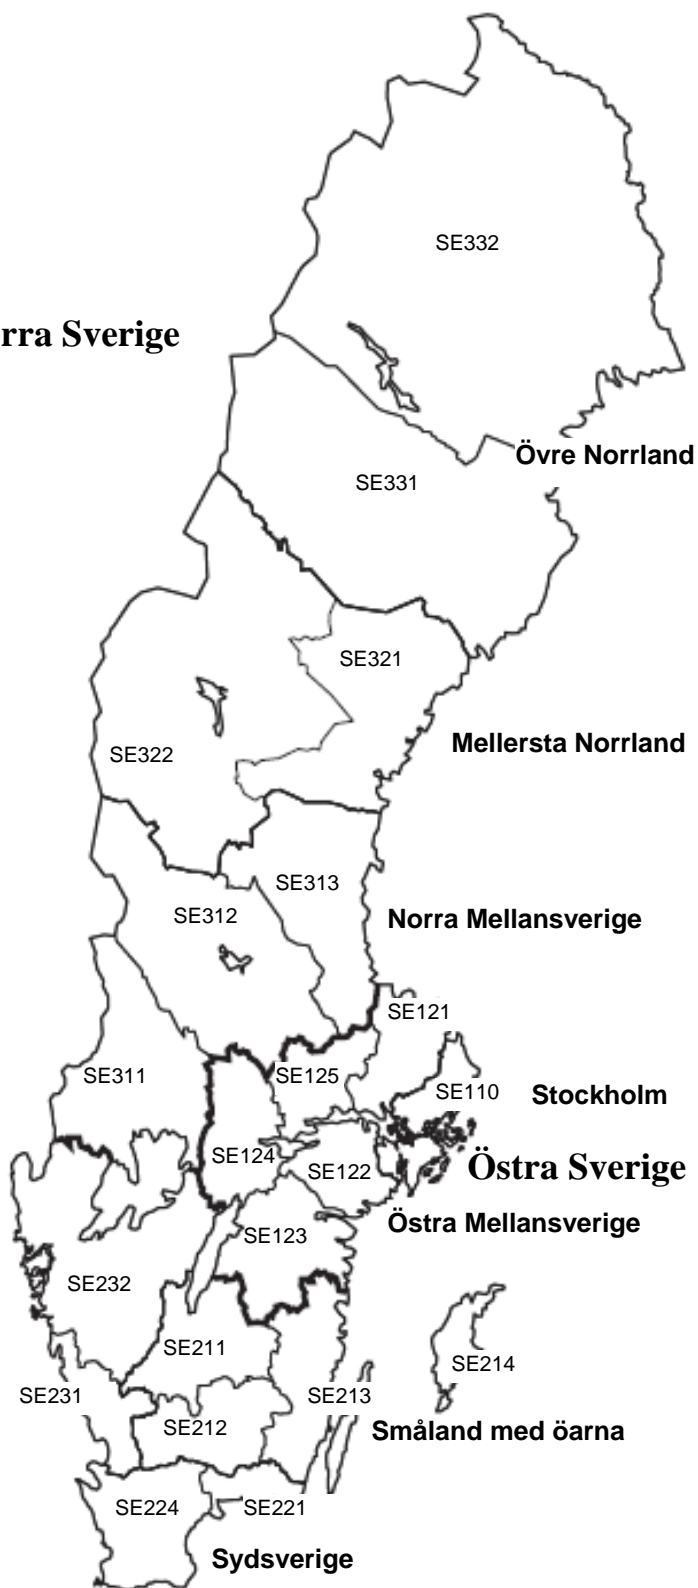 SE332
rra Sverige
Övre Norrland
SE331
SE321
Mellersta Norrland
SE322
SE313
SE312
Norra Mellansverige
SE121
SE311
SE125
SE110
Stockholm
SE124
SE122
Östra Sverige
Östra Mellansverige
SE123
SE232
SE211
SE214
SE231
SE213
SE212
Småland med öarna
SE224
SE221
Sydsverige